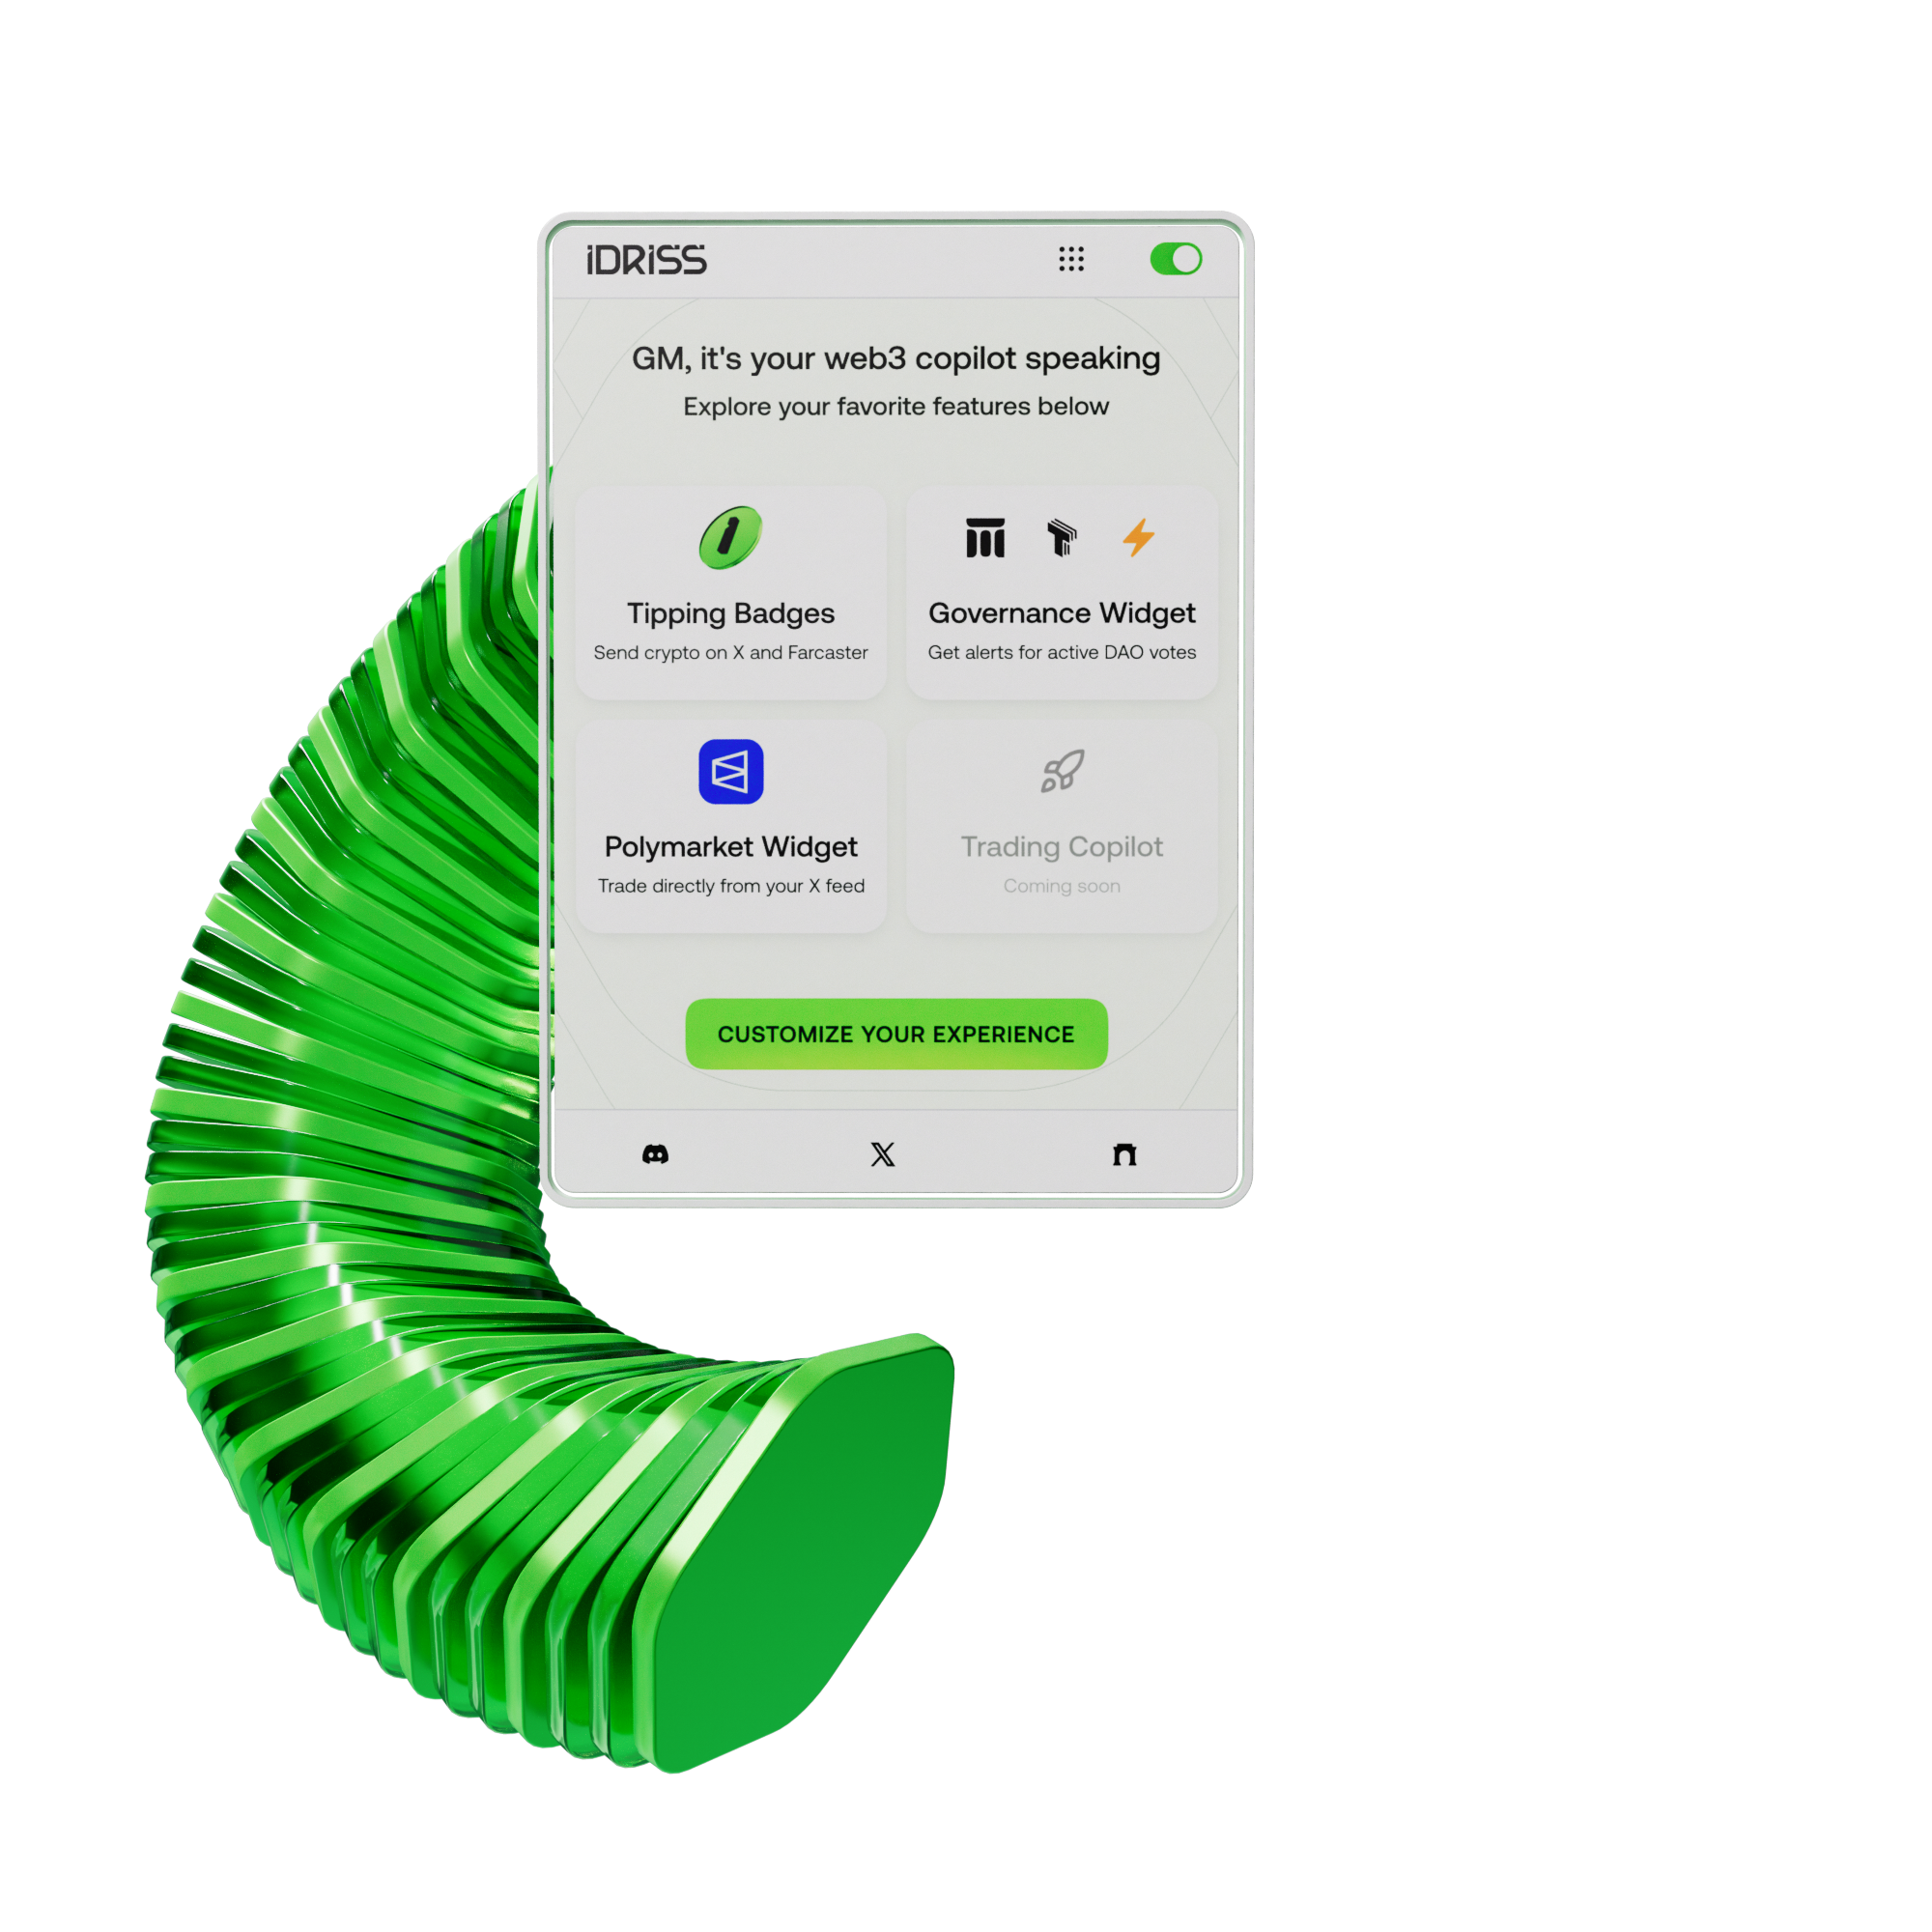 iDRiSS
GM, it's your web3 copilot speaking
Explore your favorite features below
Tipping Badges
Send crypto on X and Farcaster
Governance Widget
Get alerts for active DAO votes
Polymarket Widget
Trade directly from your X feed
Trading Copilot
Coming soon
CUSTOMIZE YOUR EXPERIENCE